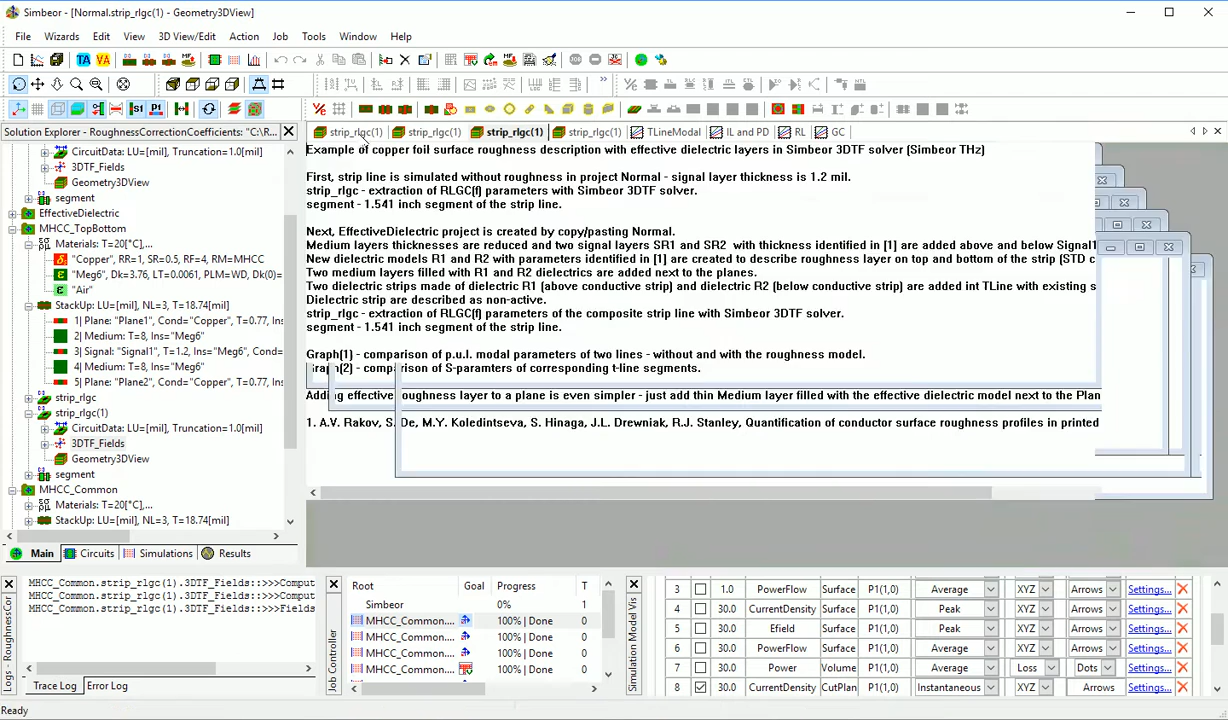 Simbeor - [Normal.strip_rlgc(1) - Geometry3DView]
File Wizards Edit View 3D View/Edit Action Job Tools Window Help
Solution Explorer - RoughnessCorrectionCoefficients: "C:\R...
strip_rlgc(1) strip_rlgc(1) strip_rlgc(1) strip_rlgc(1) TLineModal IL and PD RL GC
CircuitData: LU=[mil], Truncation=1.0[mil]
3DTF_Fields
Geometry3DView
segment
EffectiveDielectric
MHCC_TopBottom
Materials: T=20[°C],...
"Copper", RR=1, SR=0.5, RF=4, RM=MHCC
"Meg6", Dk=3.76, LT=0.0061, PLM=WD, Dk(0)=
"Air"
StackUp: LU=[mil], NL=3, T=18.74[mil]
1| Plane: "Plane1", Cond="Copper", T=0.77, Ins
2| Medium: T=8, Ins="Meg6"
3| Signal: "Signal1", T=1.2, Ins="Meg6", Cond=
4| Medium: T=8, Ins="Meg6"
5| Plane: "Plane2", Cond="Copper", T=0.77, Ins
strip_rlgc
strip_rlgc(1)
CircuitData: LU=[mil], Truncation=1.0[mil]
3DTF_Fields
Geometry3DView
segment
MHCC_Common
Materials: T=20[°C],...
StackUp: LU=[mil], NL=3, T=18.74[mil]
Main Circuits Simulations Results
Example of copper foil surface roughness description with effective dielectric layers in Simbeor 3DTF solver (Simbeor THz)
First, strip line is simulated without roughness in project Normal - signal layer thickness is 1.2 mil.
strip_rlgc - extraction of RLGC(f) parameters with Simbeor 3DTF solver.
segment - 1.541 inch segment of the strip line.
Next, EffectiveDielectric project is created by copy/pasting Normal.
Medium layers thicknesses are reduced and two signal layers SR1 and SR2 with thickness identified in [1] are added above and below Signal1
New dielectric models R1 and R2 with parameters identified in [1] are created to describe roughness layer on top and bottom of the strip (STD c
Two medium layers filled with R1 and R2 dielectrics are added next to the planes.
Two dielectric strips made of dielectric R1 (above conductive strip) and dielectric R2 (below conductive strip) are added int TLine with existing s
Dielectric strip are described as non-active.
strip_rlgc - extraction of RLGC(f) parameters of the composite strip line with Simbeor 3DTF solver.
segment - 1.541 inch segment of the strip line.
Graph(1) - comparison of p.u.l. modal parameters of two lines - without and with the roughness model.
Graph(2) - comparison of S-paramters of corresponding t-line segments.
Adding effective roughness layer to a plane is even simpler - just add thin Medium layer filled with the effective dielectric model next to the Plan
1. A.V. Rakov, S. De, M.Y. Koledintseva, S. Hinaga, J.L. Drewniak, R.J. Stanley, Quantification of conductor surface roughness profiles in printed
Logs - RoughnessCor
MHCC_Common.strip_rlgc(1).3DTF_Fields::>>>Comput
MHCC_Common.strip_rlgc(1).3DTF_Fields::>>>Comput
MHCC_Common.strip_rlgc(1).3DTF_Fields::>>>Fields
Trace Log Error Log
Job Controller
Root Goal Progress T
Simbeor 0% 1
MHCC_Common.... 100% | Done 0
MHCC_Common.... 100% | Done 0
MHCC_Common.... 100% | Done 0
MHCC_Common.... 100% | Done 0
Simulation Model Vis
3 1.0 PowerFlow Surface P1(1,0) Average XYZ Arrows Settings...
4 30.0 CurrentDensity Surface P1(1,0) Peak XYZ Arrows Settings...
5 30.0 Efield Surface P1(1,0) Peak XYZ Arrows Settings...
6 30.0 PowerFlow Surface P1(1,0) Average XYZ Arrows Settings...
7 30.0 Power Volume P1(1,0) Average Loss Dots Settings...
8 30.0 CurrentDensity CutPlan P1(1,0) Instantaneous XYZ Arrows Settings...
Ready